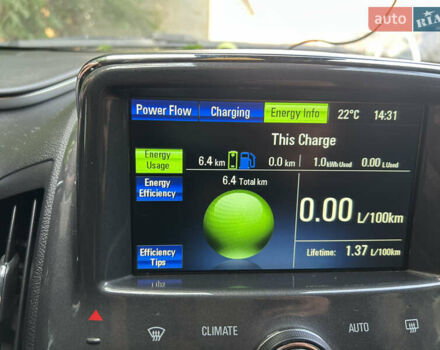 auto RIA
Power Flow Charging Energy Info 22°C 14:31
This Charge
Energy Usage
6.4 km 0.0 km 1.0 kWh Used 0.00 L Used
Energy Efficiency
6.4 Total km
0.00 L/100km
Efficiency Tips
Lifetime: 1.37 L/100km
CLIMATE AUTO